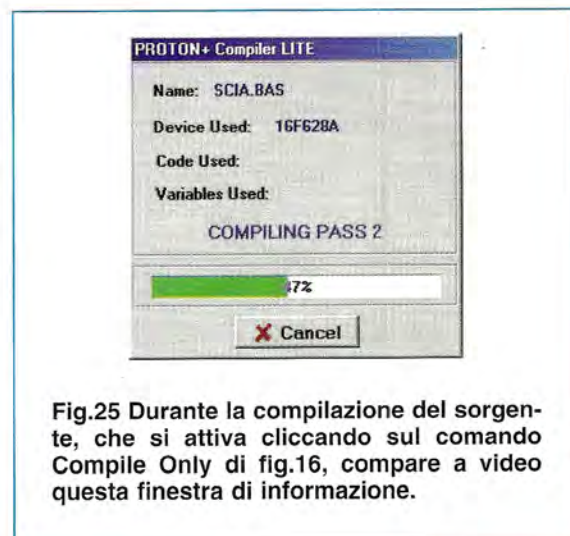 PROTON+ Compiler LITE
Name: SCIA.BAS
Device Used: 16F628A
Code Used:
Variables Used:
COMPILING PASS 2
47%
Cancel
Fig.25 Durante la compilazione del sorgen-
te, che si attiva cliccando sul comando
Compile Only di fig.16, compare a video
questa finestra di informazione.